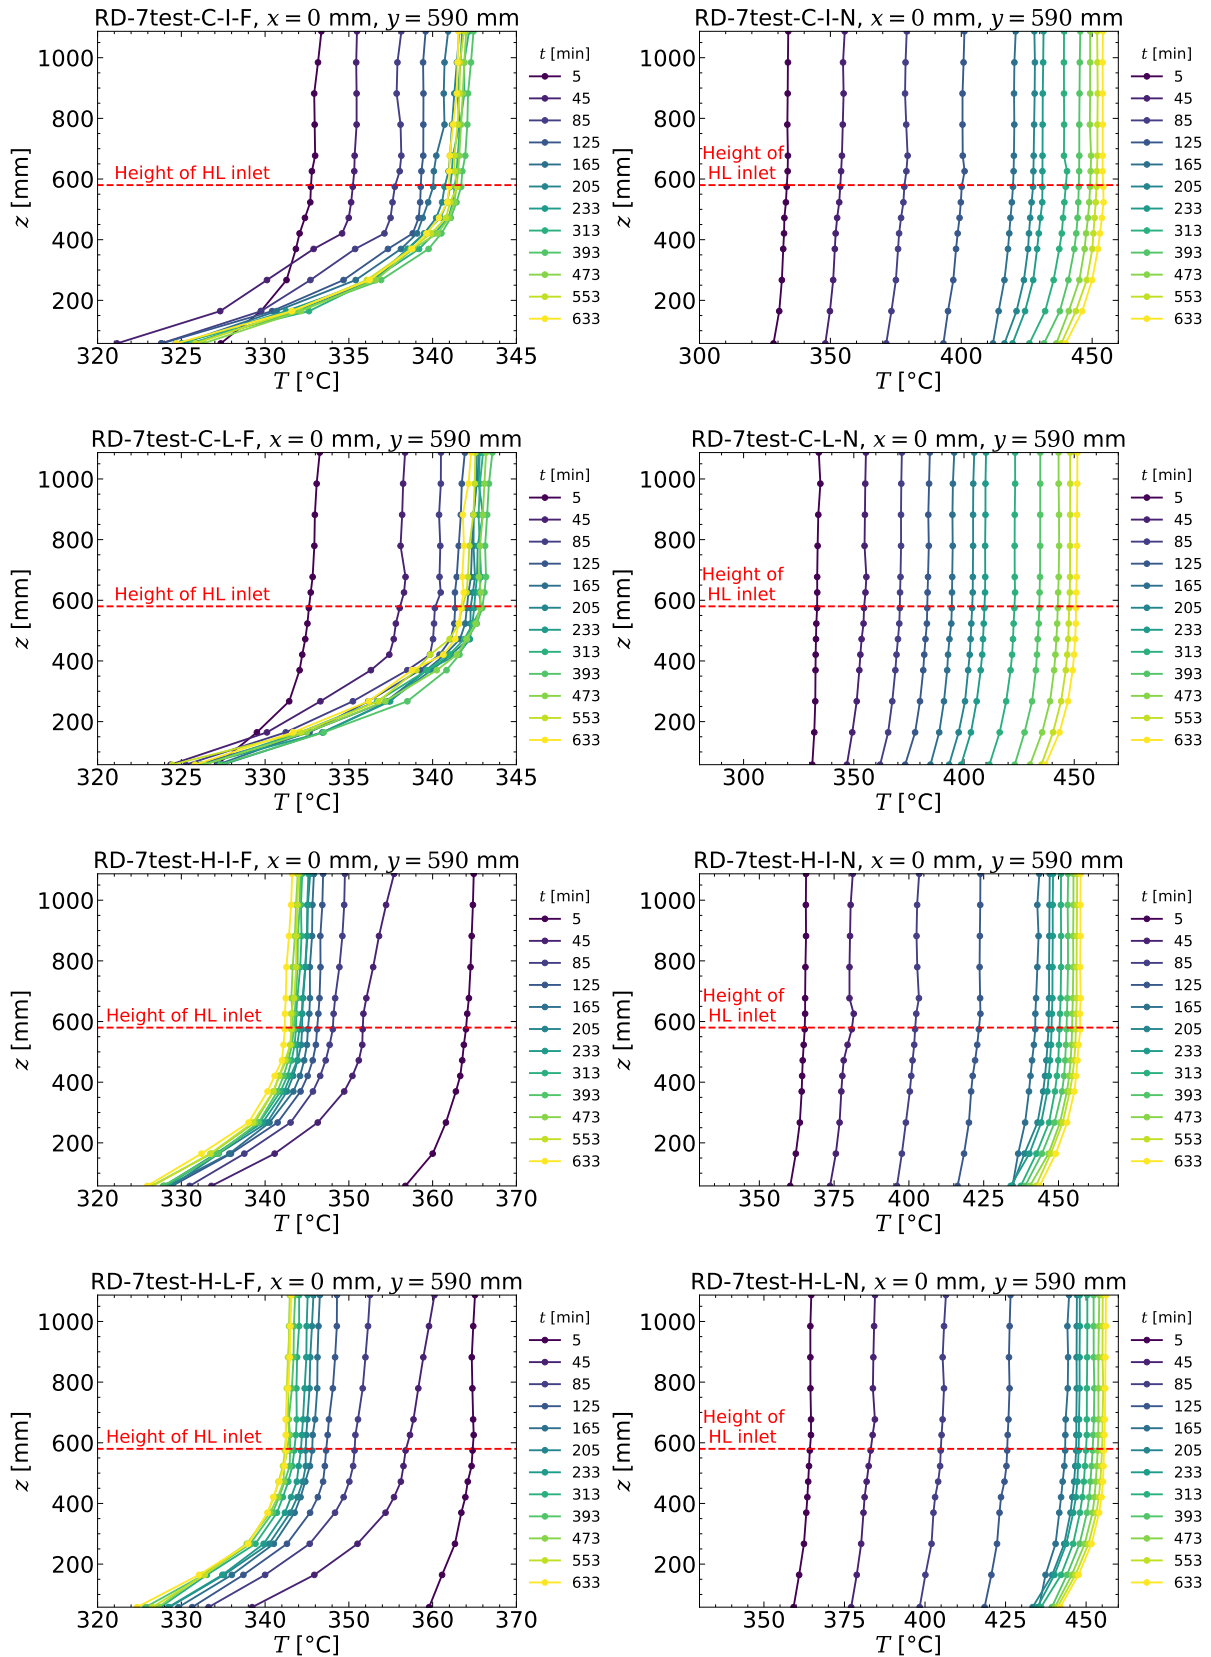 RD-7test-C-I-F, x = 0 mm, y = 590 mm
1000
800
600
400
200
z [mm]
Height of HL inlet
320 325 330 335 340 345
T [°C]
t [min]
5
45
85
125
165
205
233
313
393
473
553
633
RD-7test-C-I-N, x = 0 mm, y = 590 mm
1000
800
600
400
200
z [mm]
Height of
HL inlet
300 350 400 450
T [°C]
t [min]
5
45
85
125
165
205
233
313
393
473
553
633
RD-7test-C-L-F, x = 0 mm, y = 590 mm
1000
800
600
400
200
z [mm]
Height of HL inlet
320 325 330 335 340 345
T [°C]
t [min]
5
45
85
125
165
205
233
313
393
473
553
633
RD-7test-C-L-N, x = 0 mm, y = 590 mm
1000
800
600
400
200
z [mm]
Height of
HL inlet
300 350 400 450
T [°C]
t [min]
5
45
85
125
165
205
233
313
393
473
553
633
RD-7test-H-I-F, x = 0 mm, y = 590 mm
1000
800
600
400
200
z [mm]
Height of HL inlet
320 330 340 350 360 370
T [°C]
t [min]
5
45
85
125
165
205
233
313
393
473
553
633
RD-7test-H-I-N, x = 0 mm, y = 590 mm
1000
800
600
400
200
z [mm]
Height of
HL inlet
350 375 400 425 450
T [°C]
t [min]
5
45
85
125
165
205
233
313
393
473
553
633
RD-7test-H-L-F, x = 0 mm, y = 590 mm
1000
800
600
400
200
z [mm]
Height of HL inlet
320 330 340 350 360 370
T [°C]
t [min]
5
45
85
125
165
205
233
313
393
473
553
633
RD-7test-H-L-N, x = 0 mm, y = 590 mm
1000
800
600
400
200
z [mm]
Height of
HL inlet
350 375 400 425 450
T [°C]
t [min]
5
45
85
125
165
205
233
313
393
473
553
633